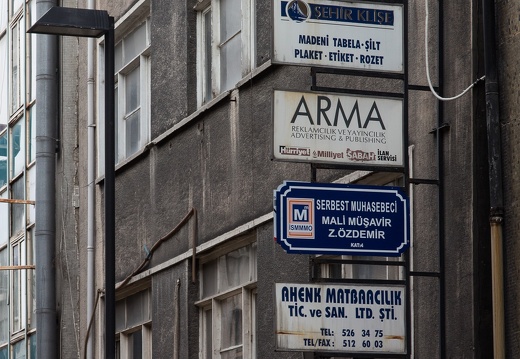 ŞEHİR KLİŞE
MADENİ TABELA·ŞİLT
PLAKET · ETİKET · ROZET
ARMA
REKLAMCILIK VE YAYINCILIK
ADVERTISING & PUBLISHING
Hürriyet Milliyet SABAH İLAN SERVİSİ
SERBEST MUHASEBECİ
MALİ MÜŞAVİR
Z.ÖZDEMİR
M
İSMMMO
KAT:4
AHENK MATBAACILIK
TİC. ve SAN. LTD. ŞTİ.
TEL: 526 34 75
TEL/FAX: 512 60 03